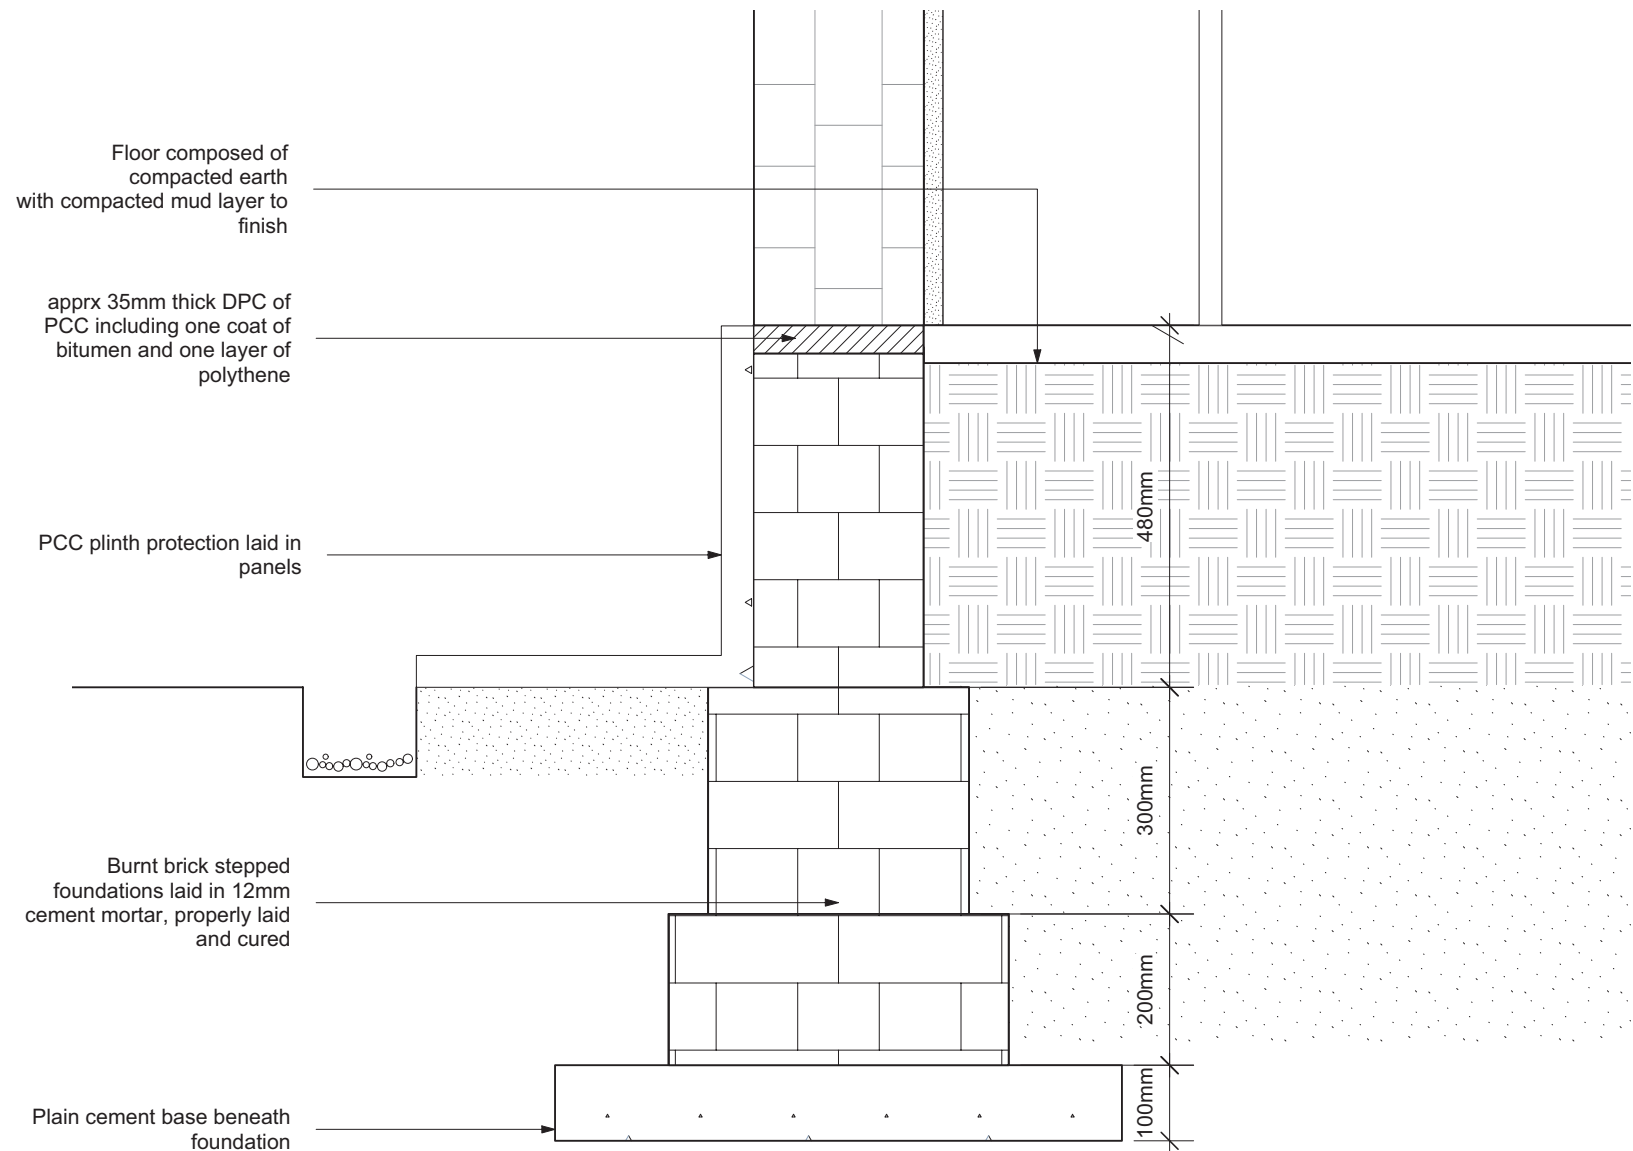 Floor composed of
compacted earth
with compacted mud layer to
finish
apprx 35mm thick DPC of
PCC including one coat of
bitumen and one layer of
polythene
PCC plinth protection laid in
panels
Burnt brick stepped
foundations laid in 12mm
cement mortar, properly laid
and cured
Plain cement base beneath
foundation
480mm
300mm
200mm
100mm